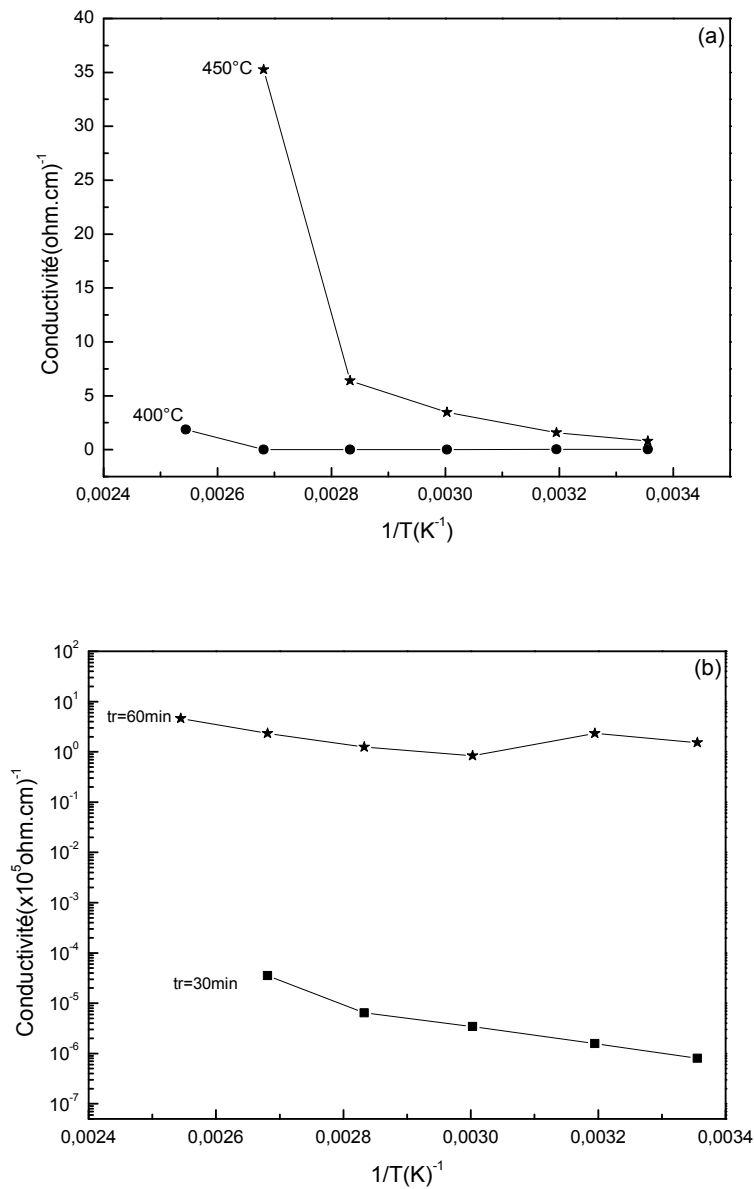 (a)
40
35
30
25
20
15
10
5
0
450°C
400°C
Conductivité(ohm.cm)⁻¹
0,0024 0,0026 0,0028 0,0030 0,0032 0,0034
1/T(K⁻¹)
(b)
10²
10¹
10⁰
10⁻¹
10⁻²
10⁻³
10⁻⁴
10⁻⁵
10⁻⁶
10⁻⁷
tr=60min
tr=30min
Conductivité(x10⁵ohm.cm)⁻¹
0,0024 0,0026 0,0028 0,0030 0,0032 0,0034
1/T(K)⁻¹